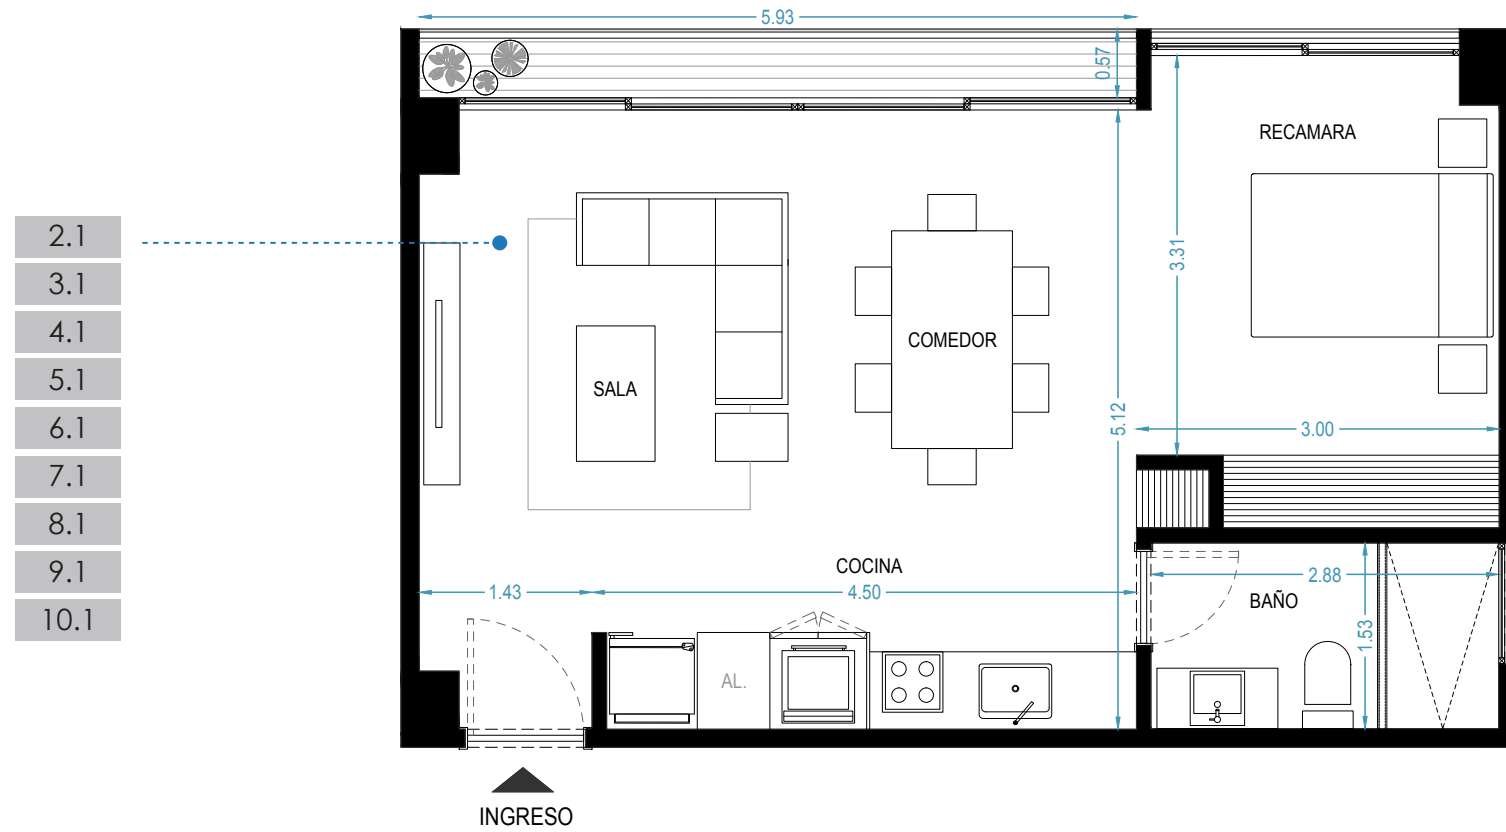 5.93
0.57
RECAMARA
2.1
3.1
4.1
5.1
6.1
7.1
8.1
9.1
10.1
3.31
COMEDOR
SALA
5.12
3.00
COCINA
1.43
4.50
2.88
BAÑO
1.53
AL.
INGRESO